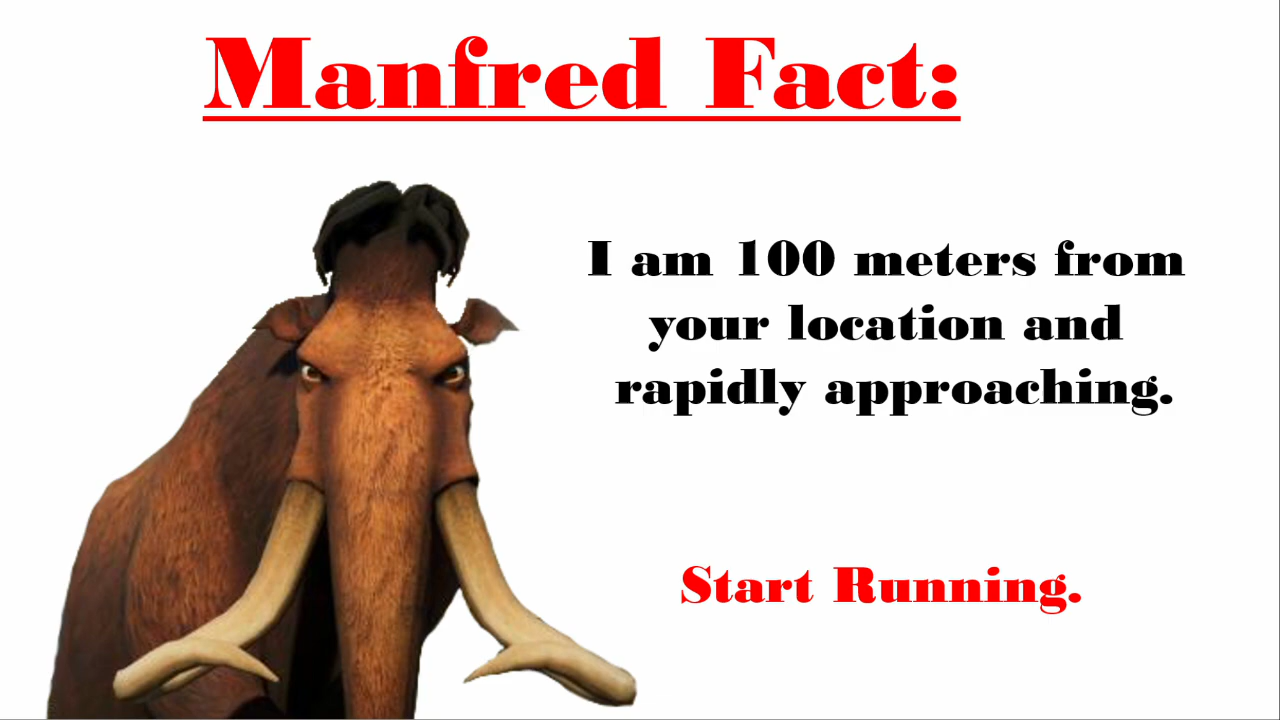 Manfred Fact:
I am 100 meters from
your location and
rapidly approaching.
Start Running.